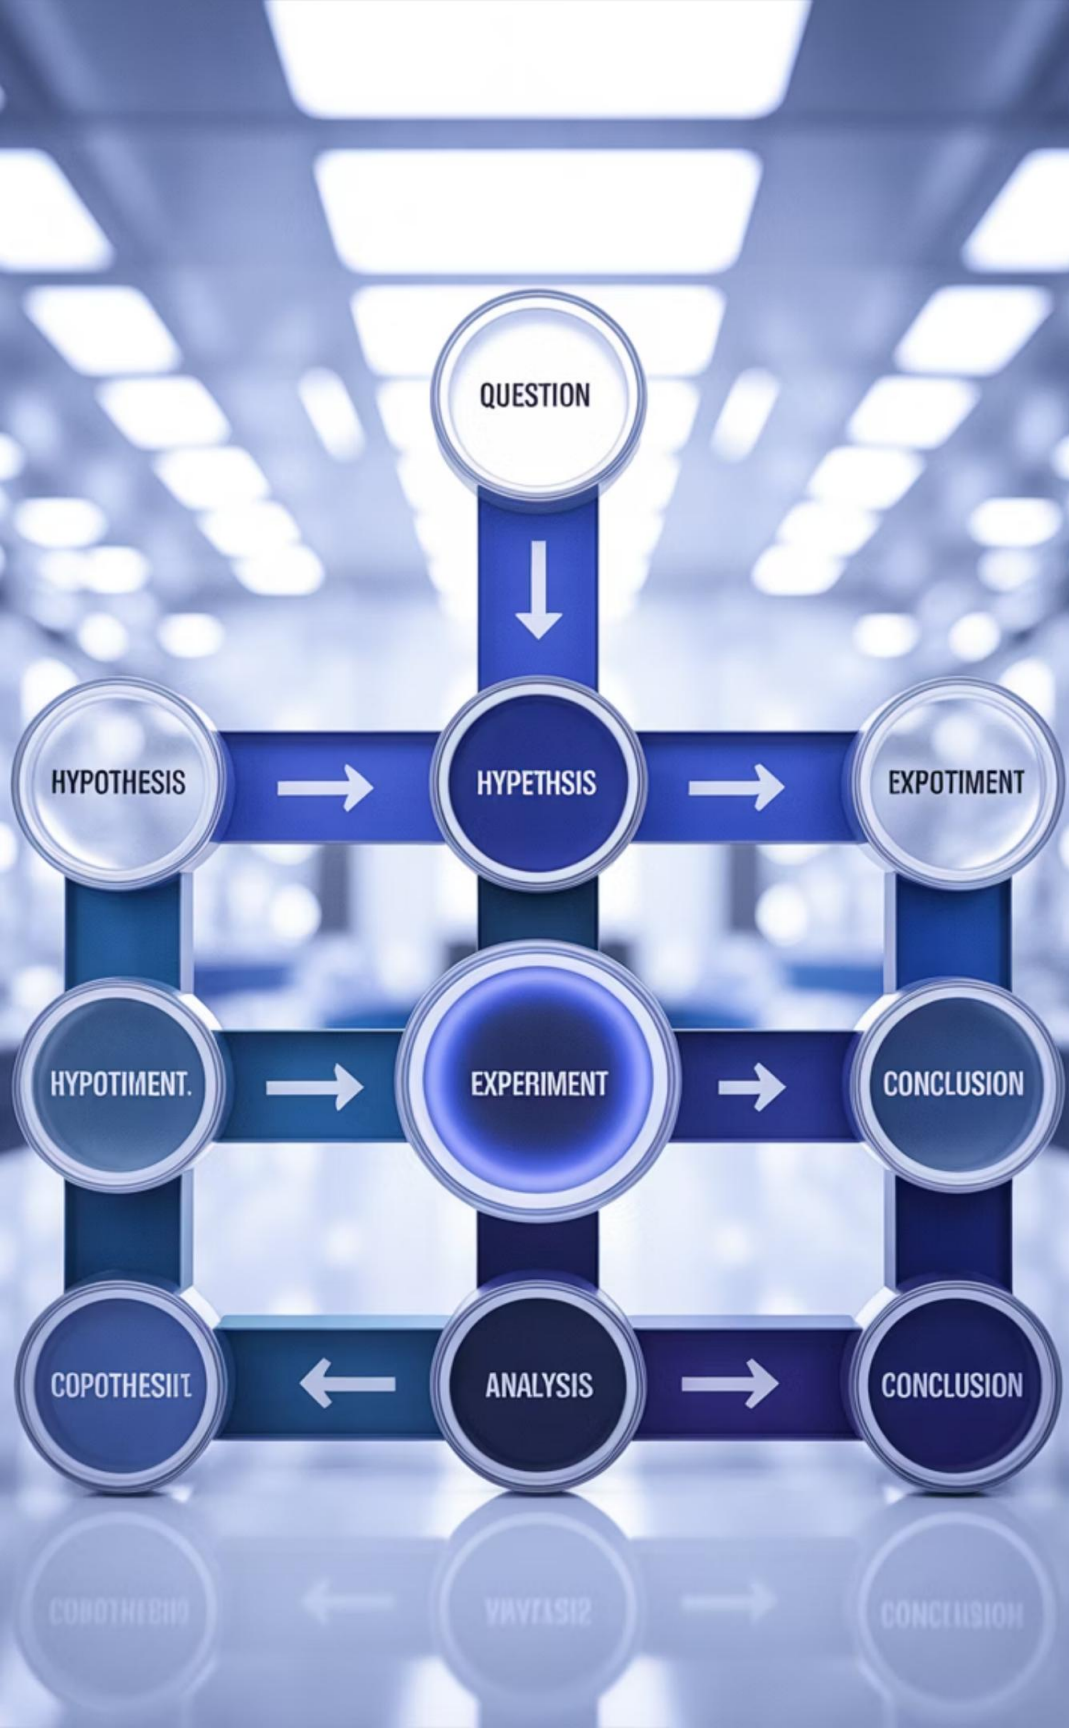 QUESTION
HYPOTHESIS
HYPETHSIS
EXPOTIMENT
HYPOTIMENT.
EXPERIMENT
CONCLUSION
COPOTHESIIT
ANALYSIS
CONCLUSION